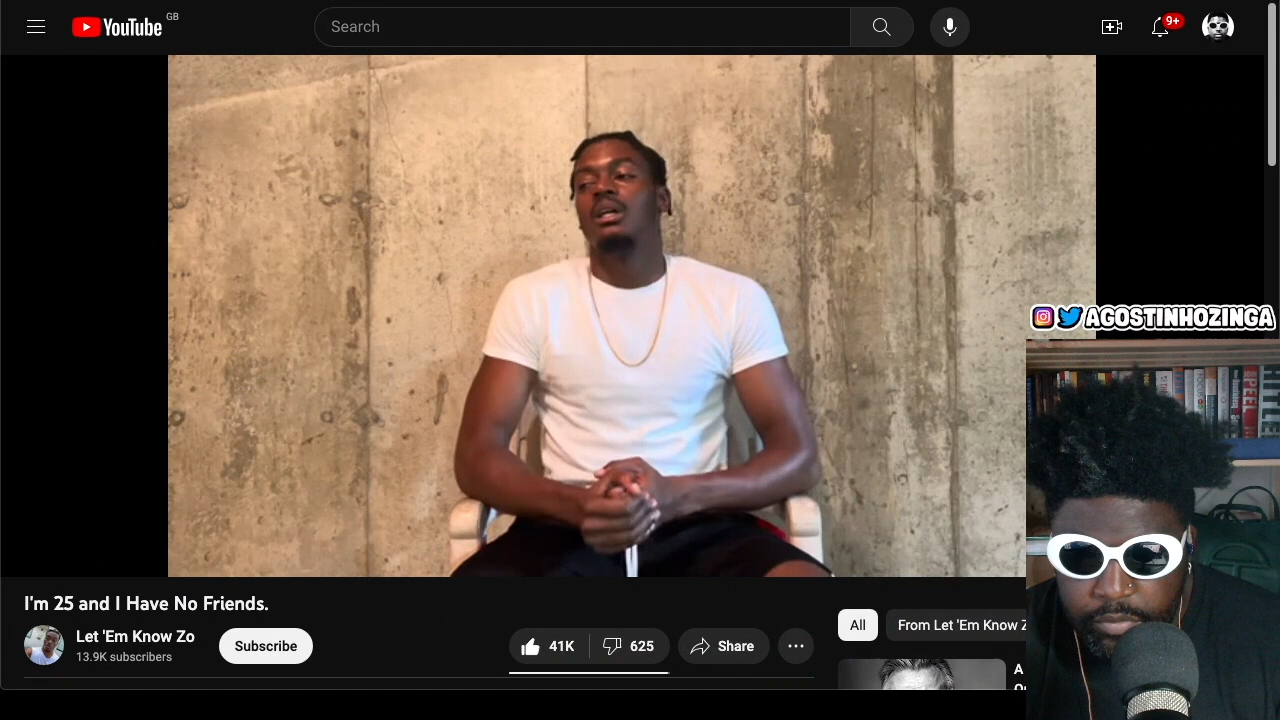 YouTube GB
Search
9+
AGOSTINHOZINGA
SPEEL
I'm 25 and I Have No Friends.
Let 'Em Know Zo
13.9K subscribers
Subscribe
41K
625
Share
All
From Let 'Em Know Z
A